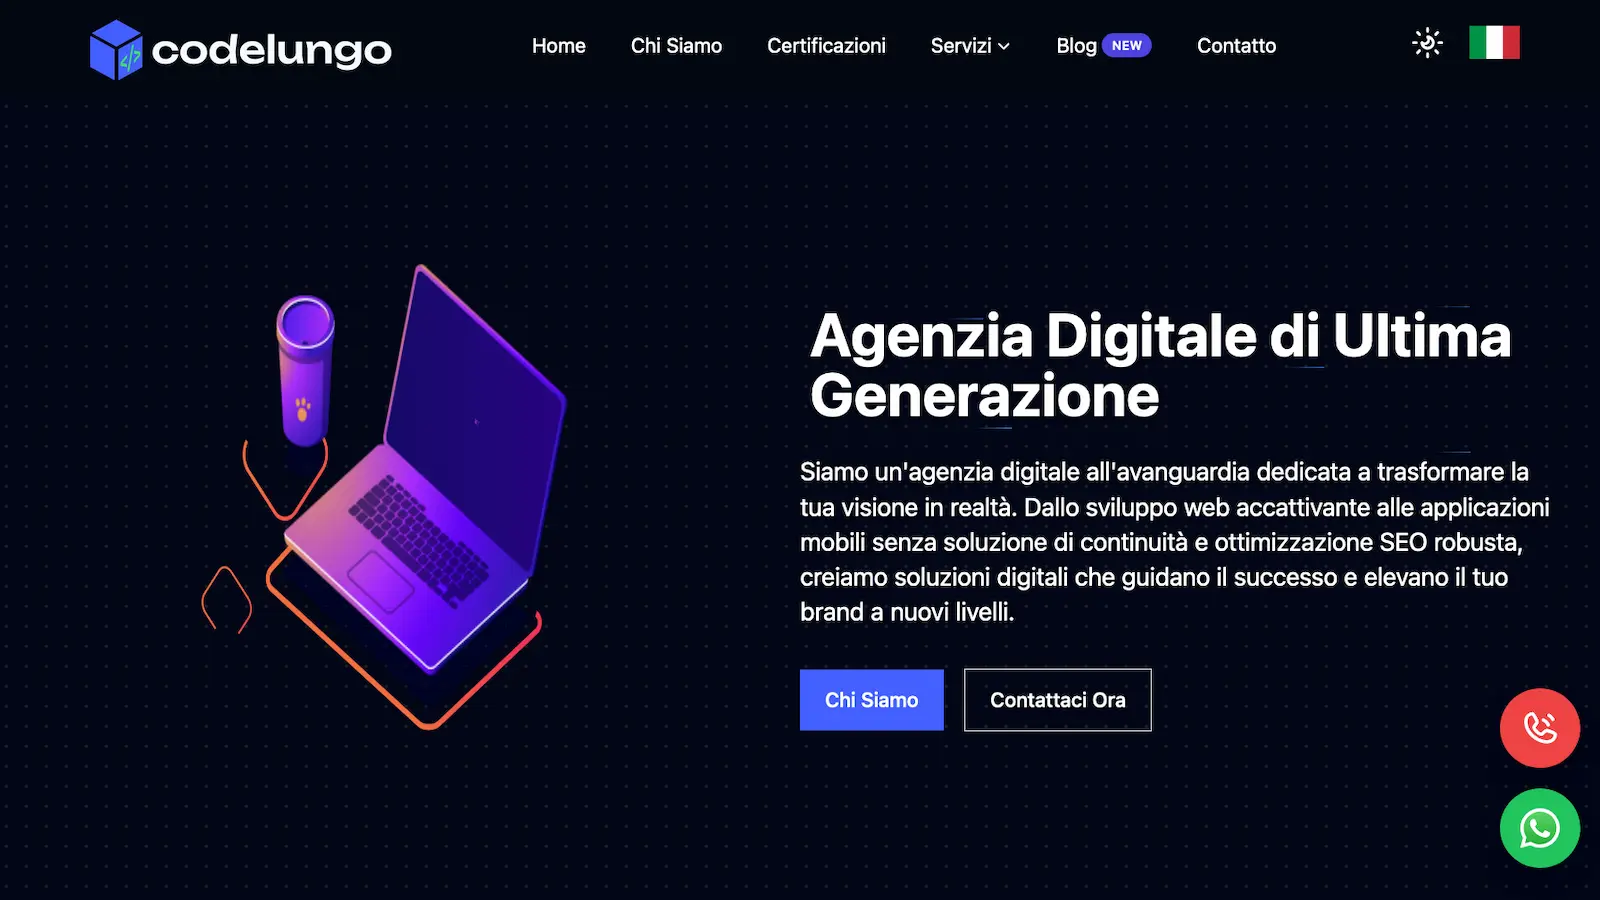 codelungo
Home Chi Siamo Certificazioni Servizi Blog NEW Contatto
Agenzia Digitale di Ultima
Generazione
Siamo un'agenzia digitale all'avanguardia dedicata a trasformare la
tua visione in realtà. Dallo sviluppo web accattivante alle applicazioni
mobili senza soluzione di continuità e ottimizzazione SEO robusta,
creiamo soluzioni digitali che guidano il successo e elevano il tuo
brand a nuovi livelli.
Chi Siamo Contattaci Ora